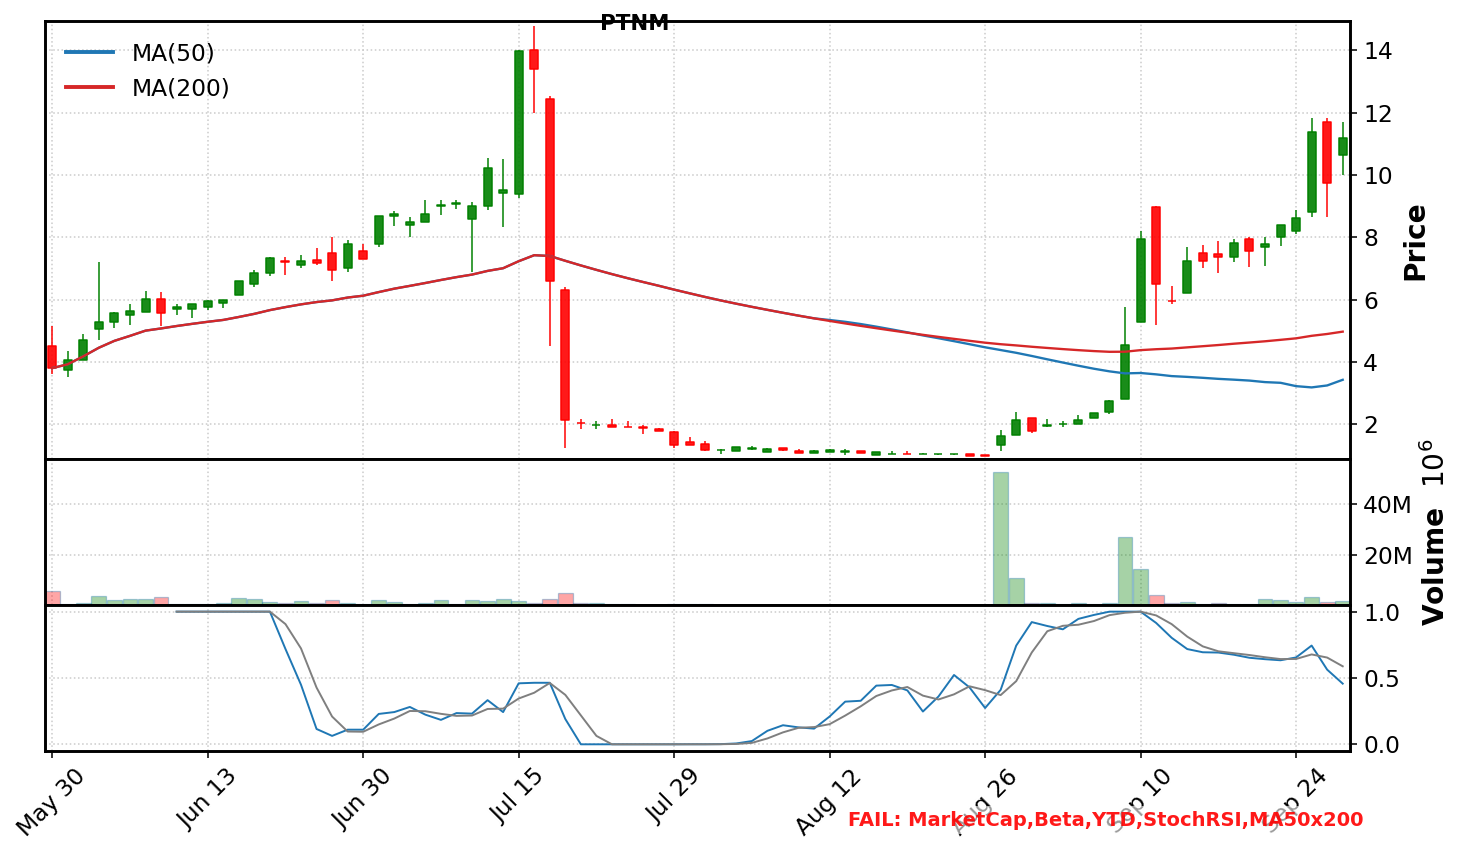 PTNM
MA(50)
MA(200)
14
12
10
8
6
4
2
Price
10^6
40M
20M
Volume
1.0
0.5
0.0
May 30
Jun 13
Jun 30
Jul 15
Jul 29
Aug 12
Aug 26
Sep 10
Sep 24
FAIL: MarketCap,Beta,YTD,StochRSI,MA50x200